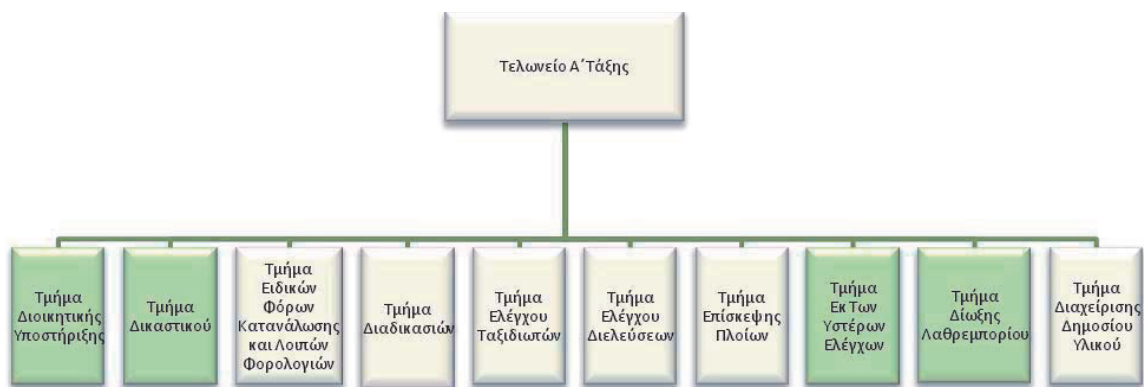 Τελωνείο Α΄Τάξης
Τμήμα
Διοικητικής
Υποστήριξης
Τμήμα
Δικαστικού
Τμήμα
Ειδικών
Φόρων
Κατανάλωσης
και Λοιπών
Φορολογιών
Τμήμα
Διαδικασιών
Τμήμα
Ελέγχου
Ταξιδιωτών
Τμήμα
Ελέγχου
Διελεύσεων
Τμήμα
Επίσκεψης
Πλοίων
Τμήμα
Εκ Των
Υστέρων
Ελέγχων
Τμήμα
Δίωξης
Λαθρεμπορίου
Τμήμα
Διαχείρισης
Δημοσίου
Υλικού